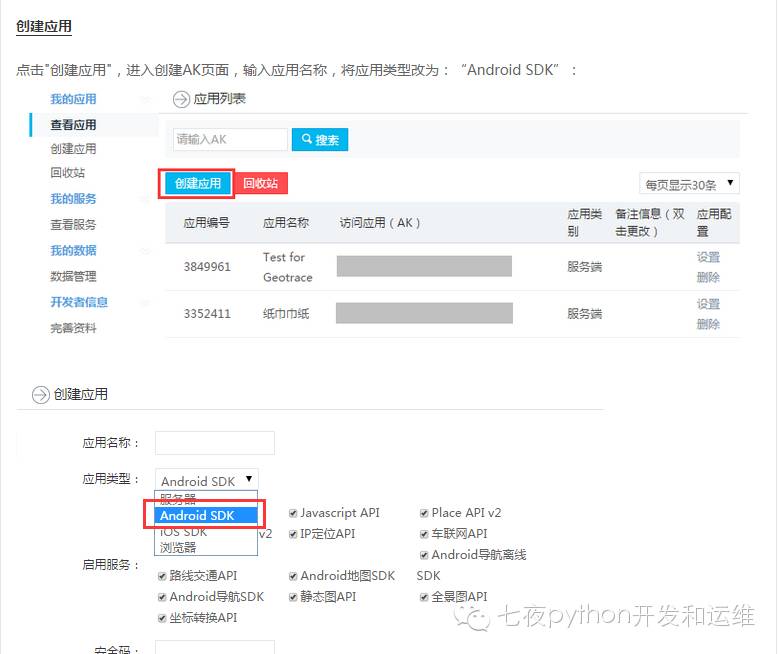 创建应用
点击"创建应用"，进入创建AK页面，输入应用名称，将应用类型改为：“Android SDK”：
我的应用
查看应用
创建应用
回收站
我的服务
查看服务
我的数据
数据管理
开发者信息
完善资料
应用列表
请输入AK
搜索
创建应用
回收站
每页显示30条
应用编号 应用名称 访问应用（AK） 应用类别 备注信息（双击更改） 应用配置
3849961 Test for Geotrace 服务端 设置 删除
3352411 纸巾巾纸 服务端 设置 删除
创建应用
应用名称：
应用类型： Android SDK
服务器
Android SDK
iOS SDK
浏览器
启用服务：
Javascript API Place API v2
v2 IP定位API 车联网API
Android导航离线SDK
路线交通API Android地图SDK
Android导航SDK 静态图API 全景图API
坐标转换API
安全码：
七夜python开发和运维